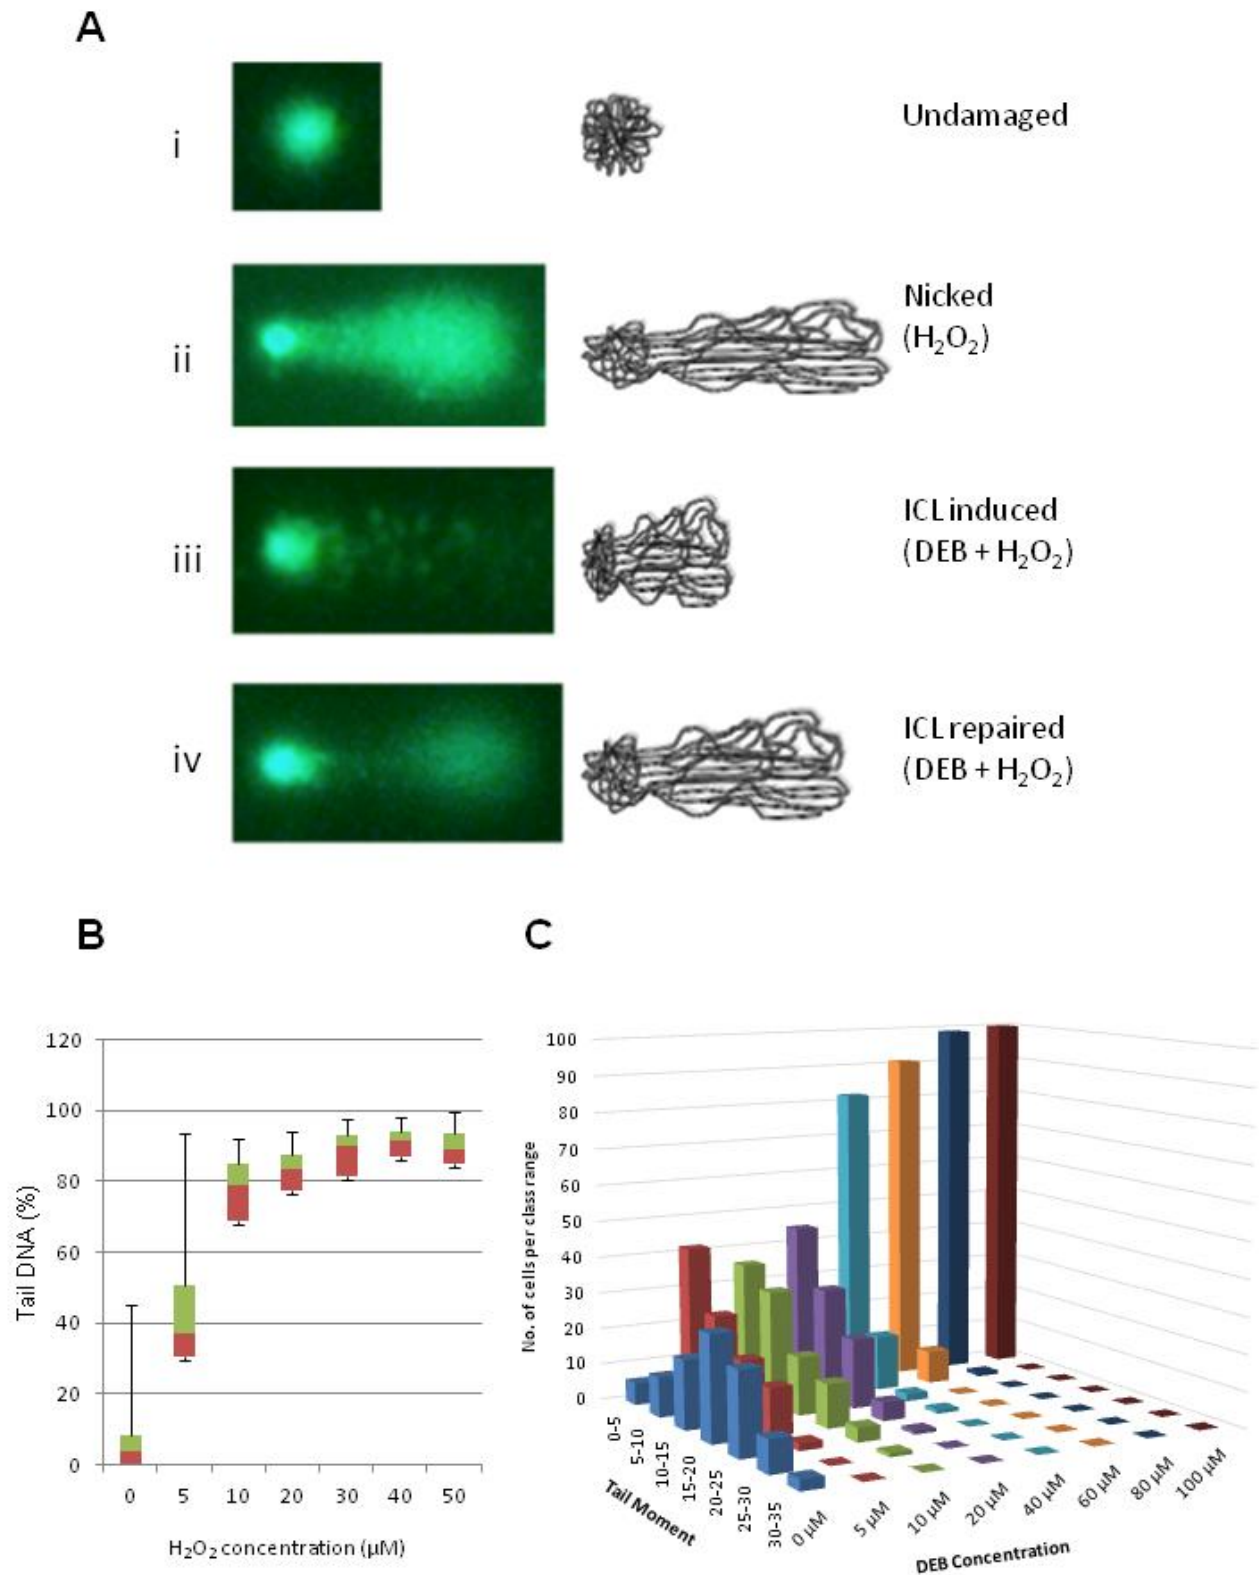 A
i
Undamaged
ii
Nicked
(H₂O₂)
iii
ICL induced
(DEB + H₂O₂)
iv
ICL repaired
(DEB + H₂O₂)
B
120
100
80
60
40
20
0
Tail DNA (%)
0 5 10 20 30 40 50
H₂O₂ concentration (µM)
C
100
90
80
70
60
50
40
30
20
10
0
No. of cells per class range
0-5
5-10
10-15
15-20
20-25
25-30
30-35
Tail Moment
0 µM
5 µM
10 µM
20 µM
40 µM
60 µM
80 µM
100 µM
DEB Concentration